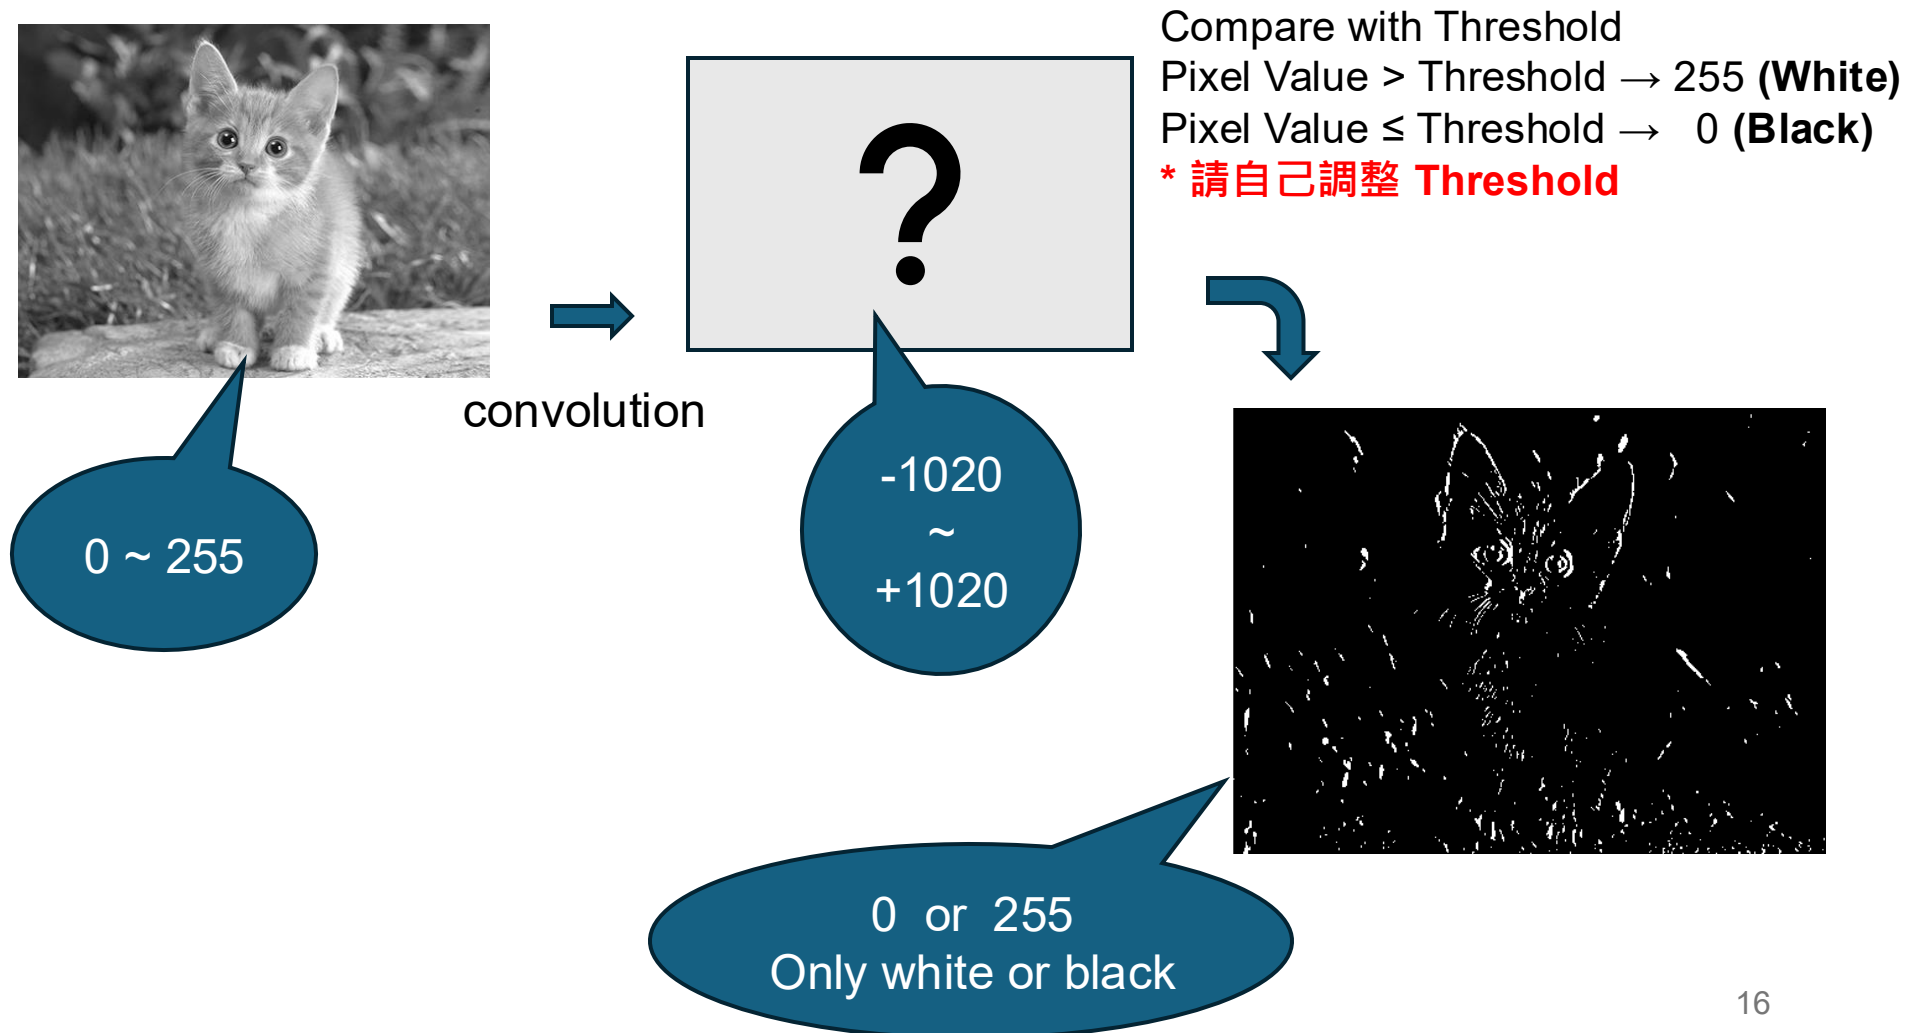 Compare with Threshold
Pixel Value > Threshold → 255 (White)
Pixel Value ≤ Threshold → 0 (Black)
* 請自己調整 Threshold
convolution
0 ~ 255
-1020
~
+1020
0 or 255
Only white or black
16